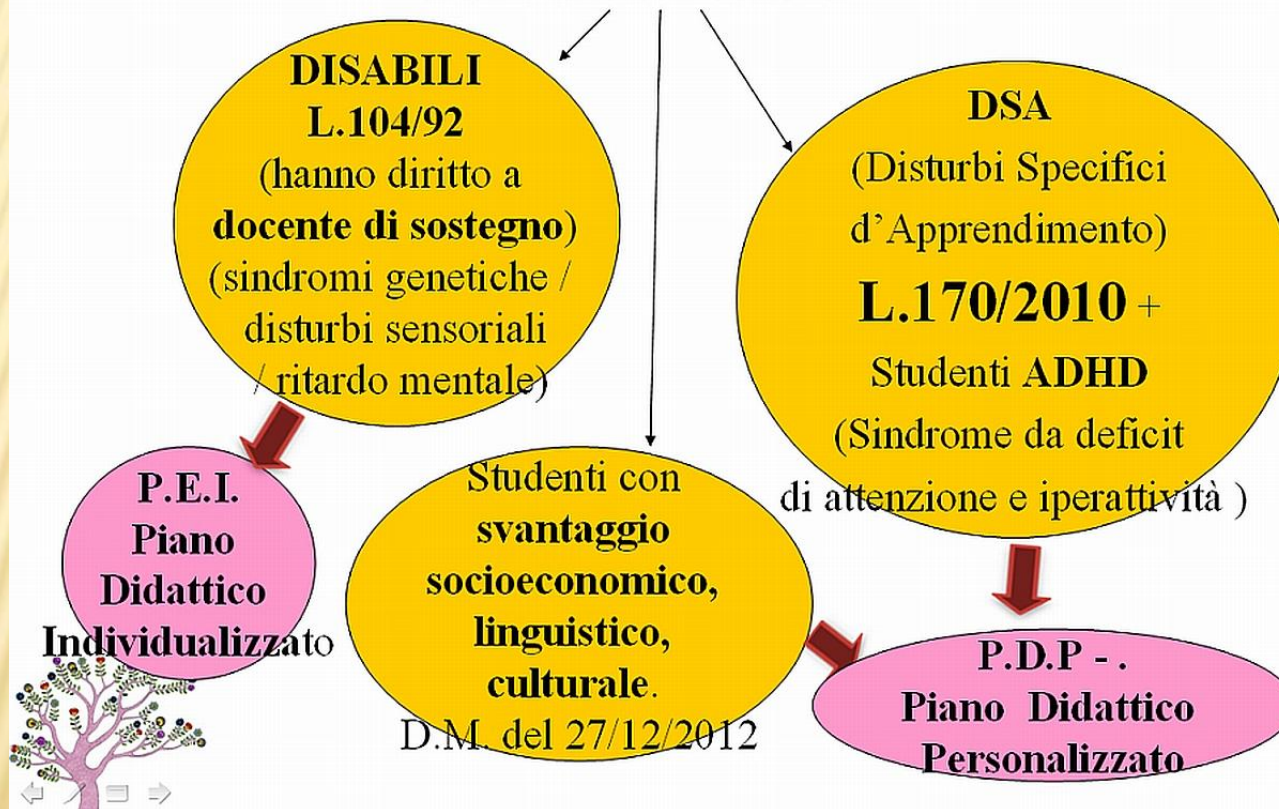 DISABILI
L.104/92
(hanno diritto a
docente di sostegno)
(sindromi genetiche /
disturbi sensoriali
/ ritardo mentale)
DSA
(Disturbi Specifici
d’Apprendimento)
L.170/2010 +
Studenti ADHD
(Sindrome da deficit
di attenzione e iperattività )
P.E.I.
Piano
Didattico
Individualizzato
Studenti con
svantaggio
socioeconomico,
linguistico,
culturale.
D.M. del 27/12/2012
P.D.P - .
Piano Didattico
Personalizzato